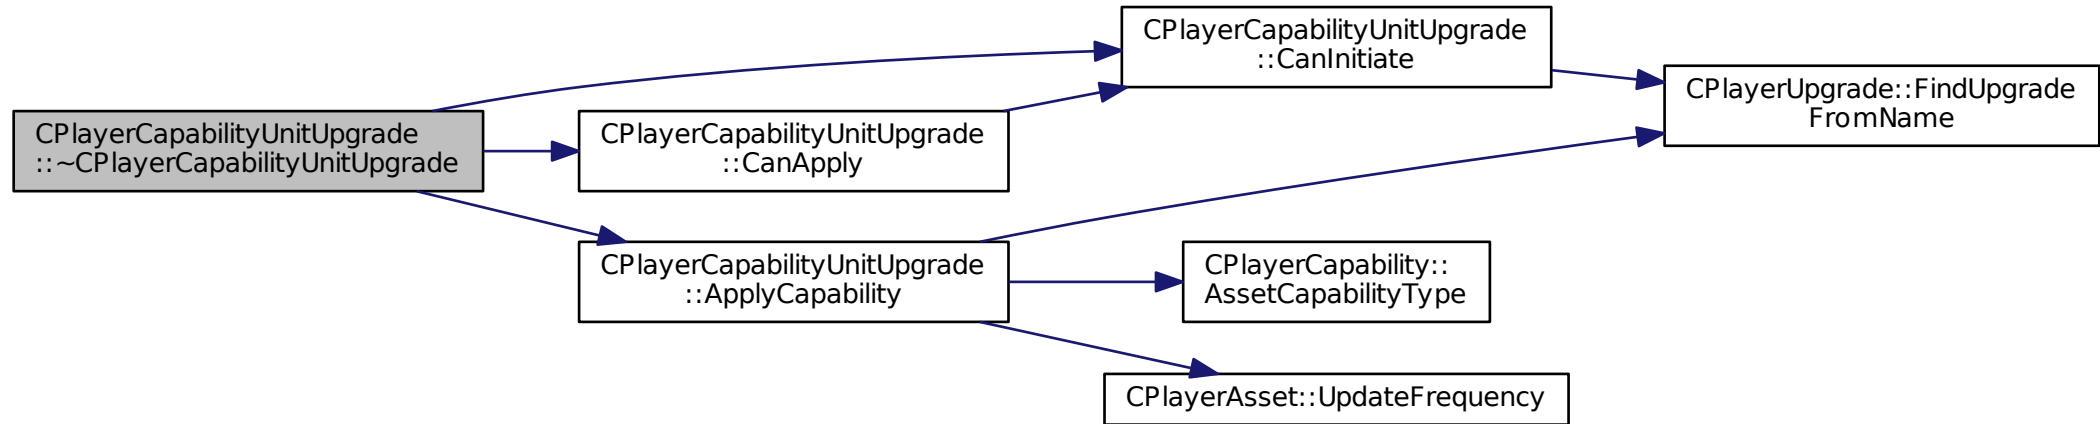 CPlayerCapabilityUnitUpgrade
::~CPlayerCapabilityUnitUpgrade
CPlayerCapabilityUnitUpgrade
::CanInitiate
CPlayerCapabilityUnitUpgrade
::CanApply
CPlayerUpgrade::FindUpgrade
FromName
CPlayerCapabilityUnitUpgrade
::ApplyCapability
CPlayerCapability::
AssetCapabilityType
CPlayerAsset::UpdateFrequency